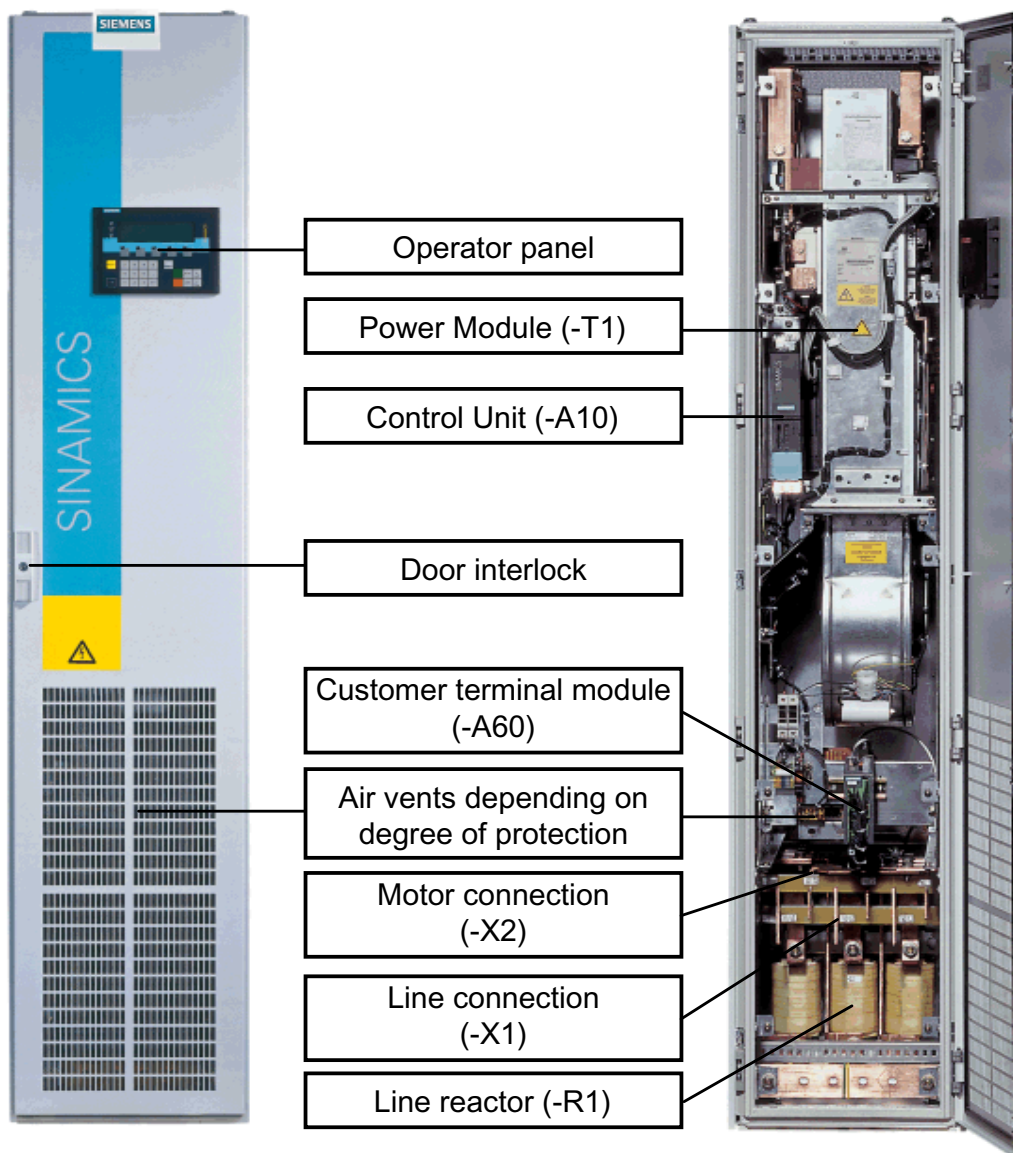 SIEMENS
SINAMICS
Operator panel
Power Module (-T1)
Control Unit (-A10)
Door interlock
Customer terminal module
(-A60)
Air vents depending on
degree of protection
Motor connection
(-X2)
Line connection
(-X1)
Line reactor (-R1)
SINAMICS